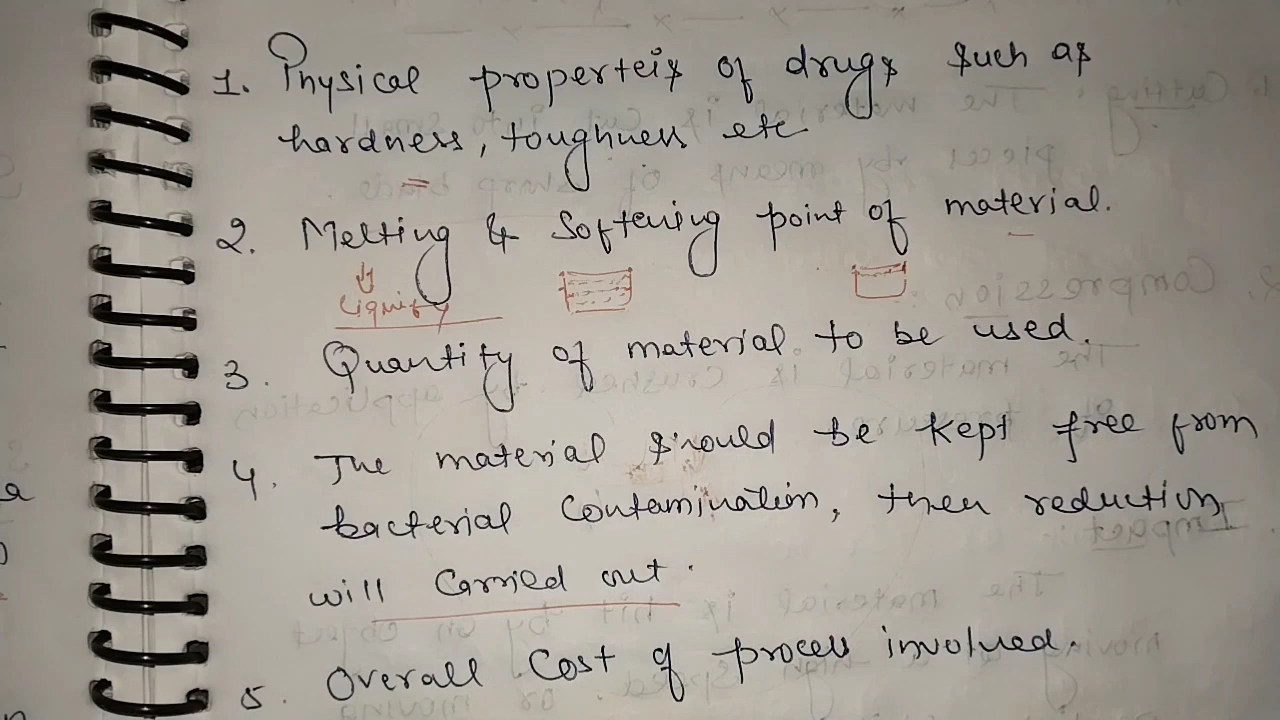 1. Physical properteis of drugs such as
hardness, toughness etc
2. Melting & Softening point of material.
Liquify
3. Quantity of material to be used.
4. The material should be kept free from
bacterial Contamination, then reduction
will Carried out.
5. Overall Cost of process involved.